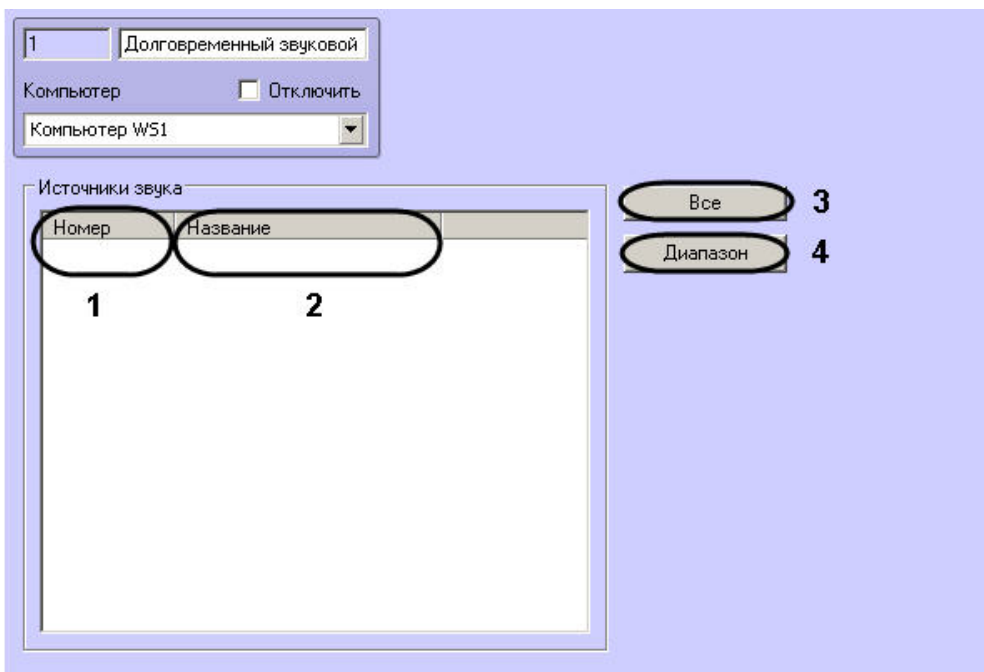 1 Долговременный звуковой
Компьютер Отключить
Компьютер WS1
Источники звука
Все 3
Номер Название
Диапазон 4
1 2